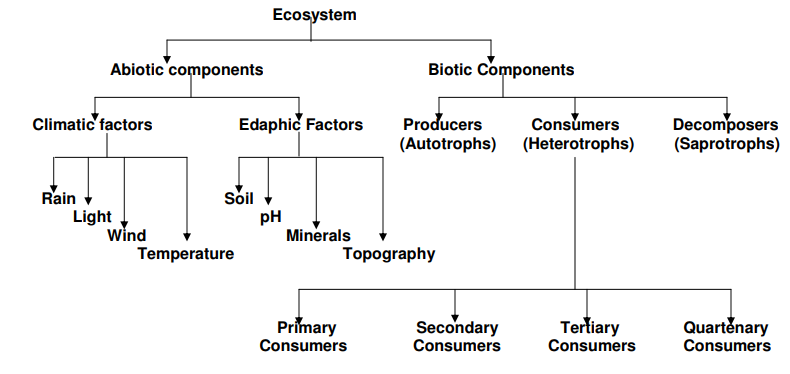 Ecosystem
Abiotic components
Biotic Components
Climatic factors
Edaphic Factors
Producers
(Autotrophs)
Consumers
(Heterotrophs)
Decomposers
(Saprotrophs)
Rain
Light
Wind
Temperature
Soil
pH
Minerals
Topography
Primary
Consumers
Secondary
Consumers
Tertiary
Consumers
Quartenary
Consumers